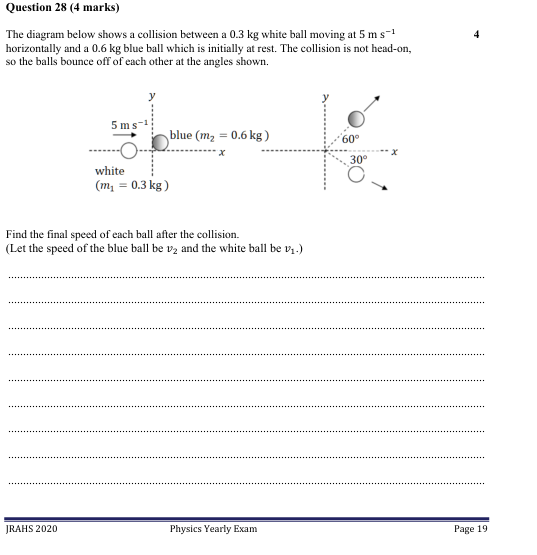 Question 28 (4 marks)
The diagram below shows a collision between a 0.3 kg white ball moving at 5 m s⁻¹ 4
horizontally and a 0.6 kg blue ball which is initially at rest. The collision is not head-on,
so the balls bounce off of each other at the angles shown.
y y
5 m s⁻¹
blue (m₂ = 0.6 kg) 60°
x x
30°
white
(m₁ = 0.3 kg)
Find the final speed of each ball after the collision.
(Let the speed of the blue ball be v₂ and the white ball be v₁.)
JRAHS 2020 Physics Yearly Exam Page 19